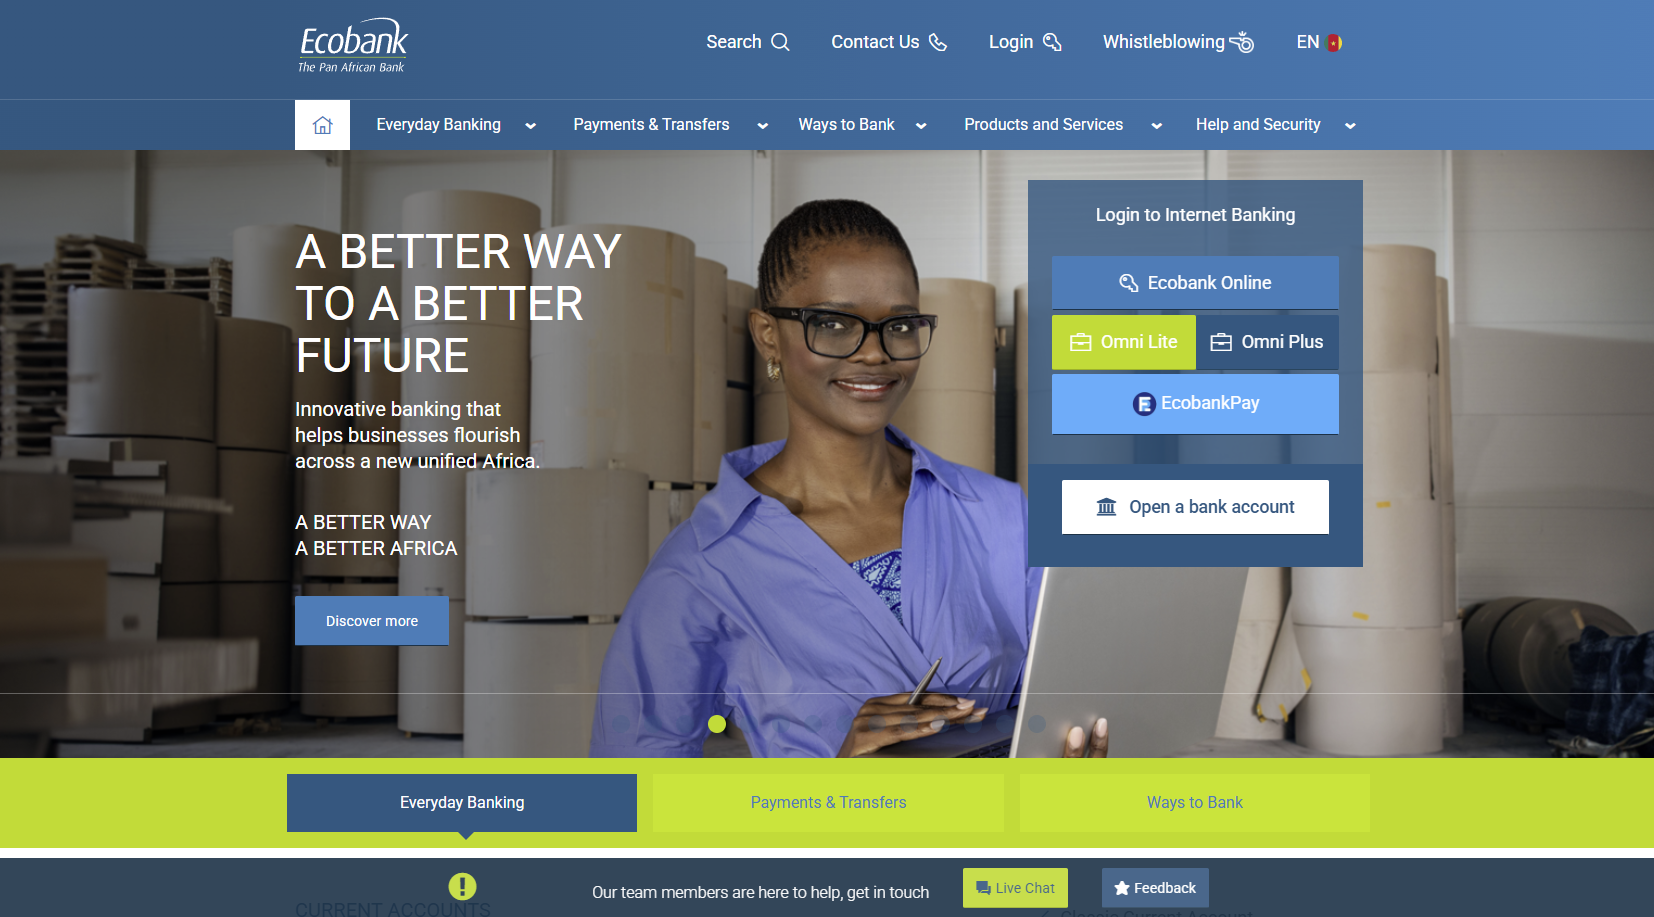 Ecobank
The Pan African Bank
Search
Contact Us
Login
Whistleblowing
EN
Everyday Banking
Payments & Transfers
Ways to Bank
Products and Services
Help and Security
A BETTER WAY
TO A BETTER
FUTURE
Innovative banking that
helps businesses flourish
across a new unified Africa.
A BETTER WAY
A BETTER AFRICA
Discover more
Login to Internet Banking
Ecobank Online
Omni Lite
Omni Plus
EcobankPay
Open a bank account
Everyday Banking
Payments & Transfers
Ways to Bank
Our team members are here to help, get in touch
Live Chat
Feedback
CURRENT ACCOUNTS
Classic Current Account